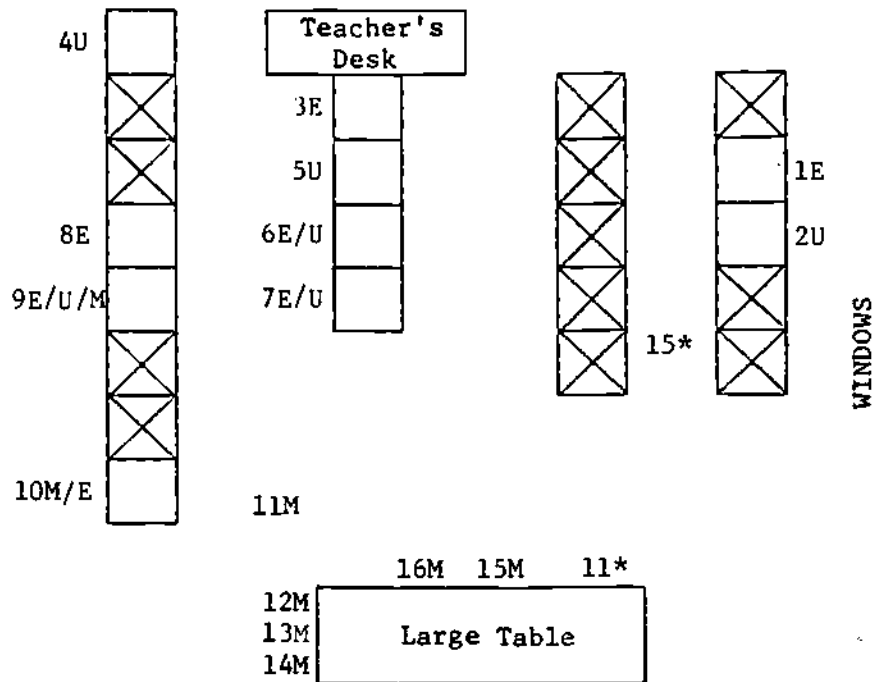 4U
Teacher's
Desk
3E
5U
1E
8E
6E/U
2U
9E/U/M
7E/U
15*
WINDOWS
10M/E
11M
16M 15M 11*
12M
13M
14M
Large Table